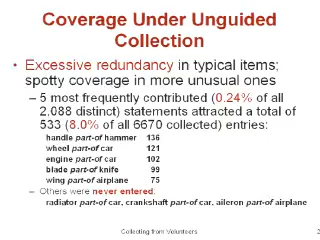 Coverage Under Unguided
Collection
• Excessive redundancy in typical items;
spotty coverage in more unusual ones
– 5 most frequently contributed (0.24% of all
2,088 distinct) statements attracted a total of
533 (8.0% of all 6670 collected) entries:
handle part-of hammer 136
wheel part-of car 121
engine part-of car 102
blade part-of knife 99
wing part-of airplane 75
– Others were never entered:
radiator part-of car, crankshaft part-of car, aileron part-of airplane
Collecting from Volunteers 2